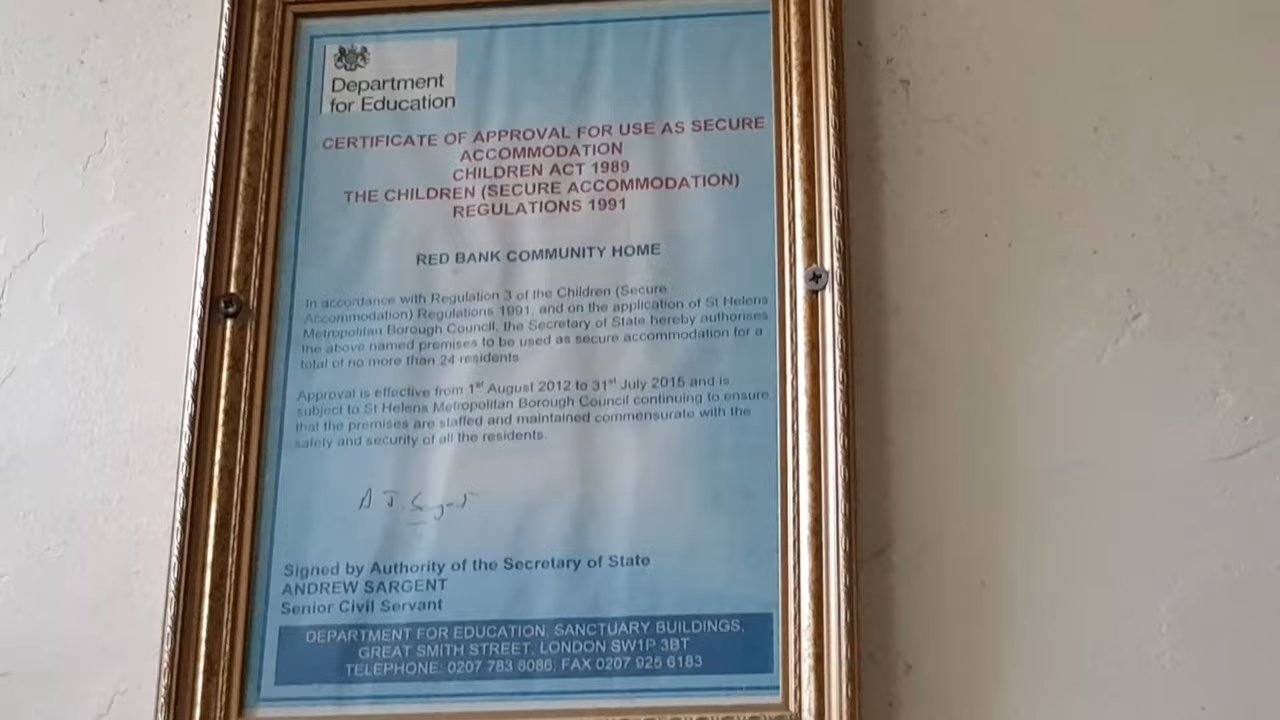 Department
for Education
CERTIFICATE OF APPROVAL FOR USE AS SECURE
ACCOMMODATION
CHILDREN ACT 1989
THE CHILDREN (SECURE ACCOMMODATION)
REGULATIONS 1991
RED BANK COMMUNITY HOME
In accordance with Regulation 3 of the Children (Secure
Accommodation) Regulations 1991, and on the application of St Helens
Metropolitan Borough Council, the Secretary of State hereby authorises
the above named premises to be used as secure accommodation for a
total of no more than 24 residents
Approval is effective from 1st August 2012 to 31st July 2015 and is
subject to St Helens Metropolitan Borough Council continuing to ensure
that the premises are staffed and maintained commensurate with the
safety and security of all the residents.
A J. Sargent
Signed by Authority of the Secretary of State
ANDREW SARGENT
Senior Civil Servant
DEPARTMENT FOR EDUCATION, SANCTUARY BUILDINGS,
GREAT SMITH STREET, LONDON SW1P 3BT
TELEPHONE: 0207 783 8086; FAX 0207 925 6183